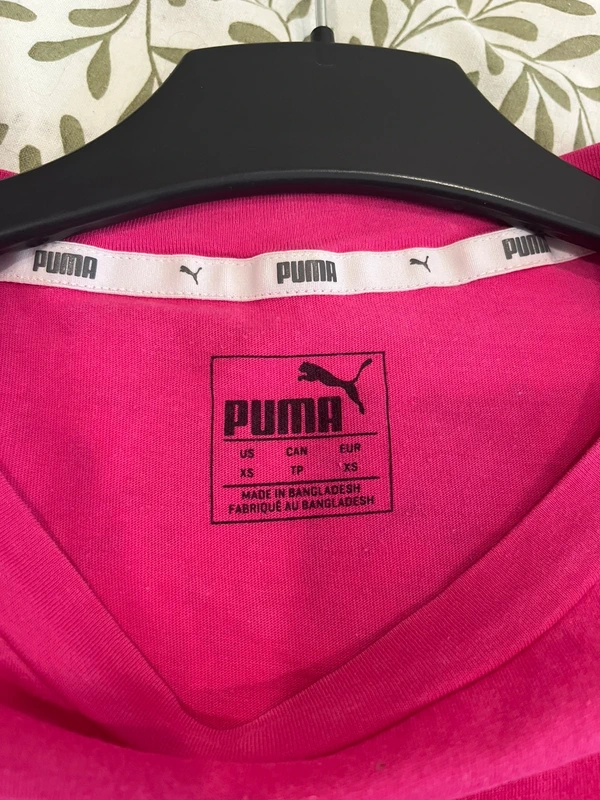 PUMA PUMA PUMA
PUMA
US CAN EUR
XS TP XS
MADE IN BANGLADESH
FABRIQUÉ AU BANGLADESH